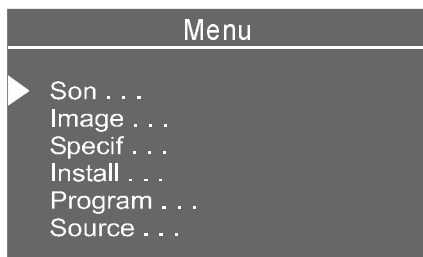 Menu
Son . . .
Image . . .
Specif . . .
Install . . .
Program . . .
Source . . .